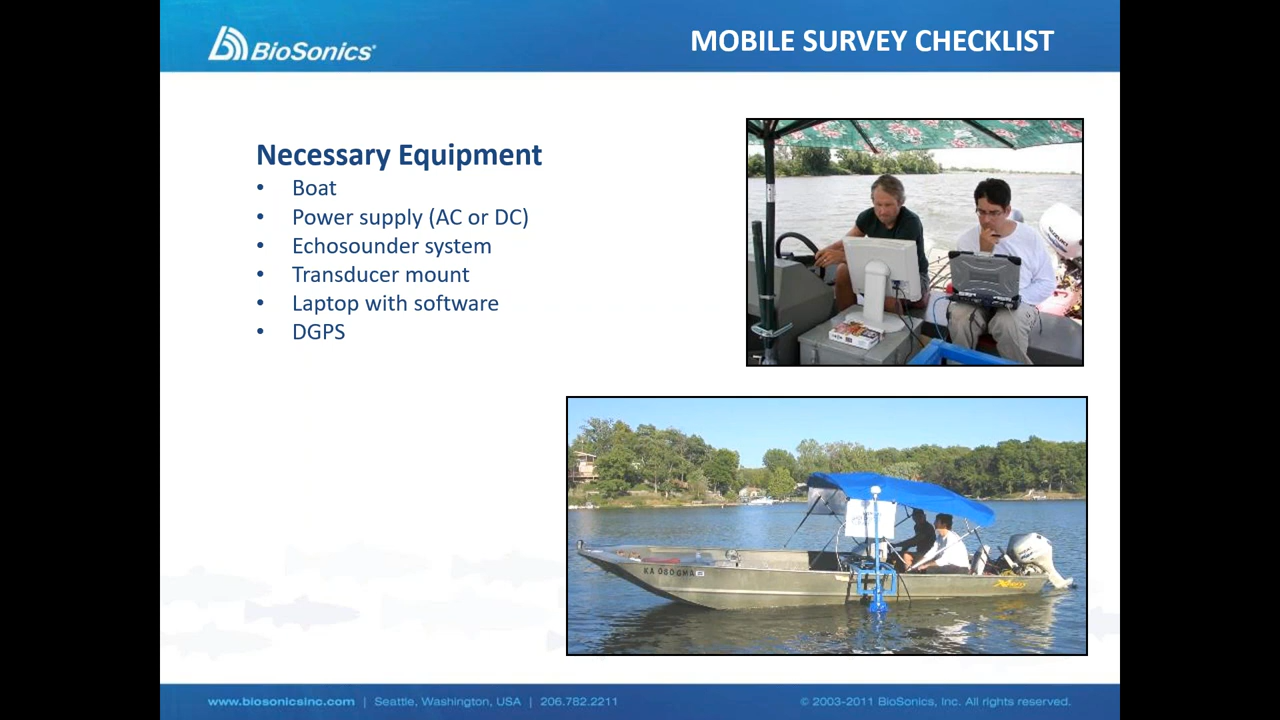 BioSonics
MOBILE SURVEY CHECKLIST
Necessary Equipment
• Boat
• Power supply (AC or DC)
• Echosounder system
• Transducer mount
• Laptop with software
• DGPS
SUZUKI
www.biosonicsinc.com | Seattle, Washington, USA | 206.782.2211
© 2003-2011 BioSonics, Inc. All rights reserved.